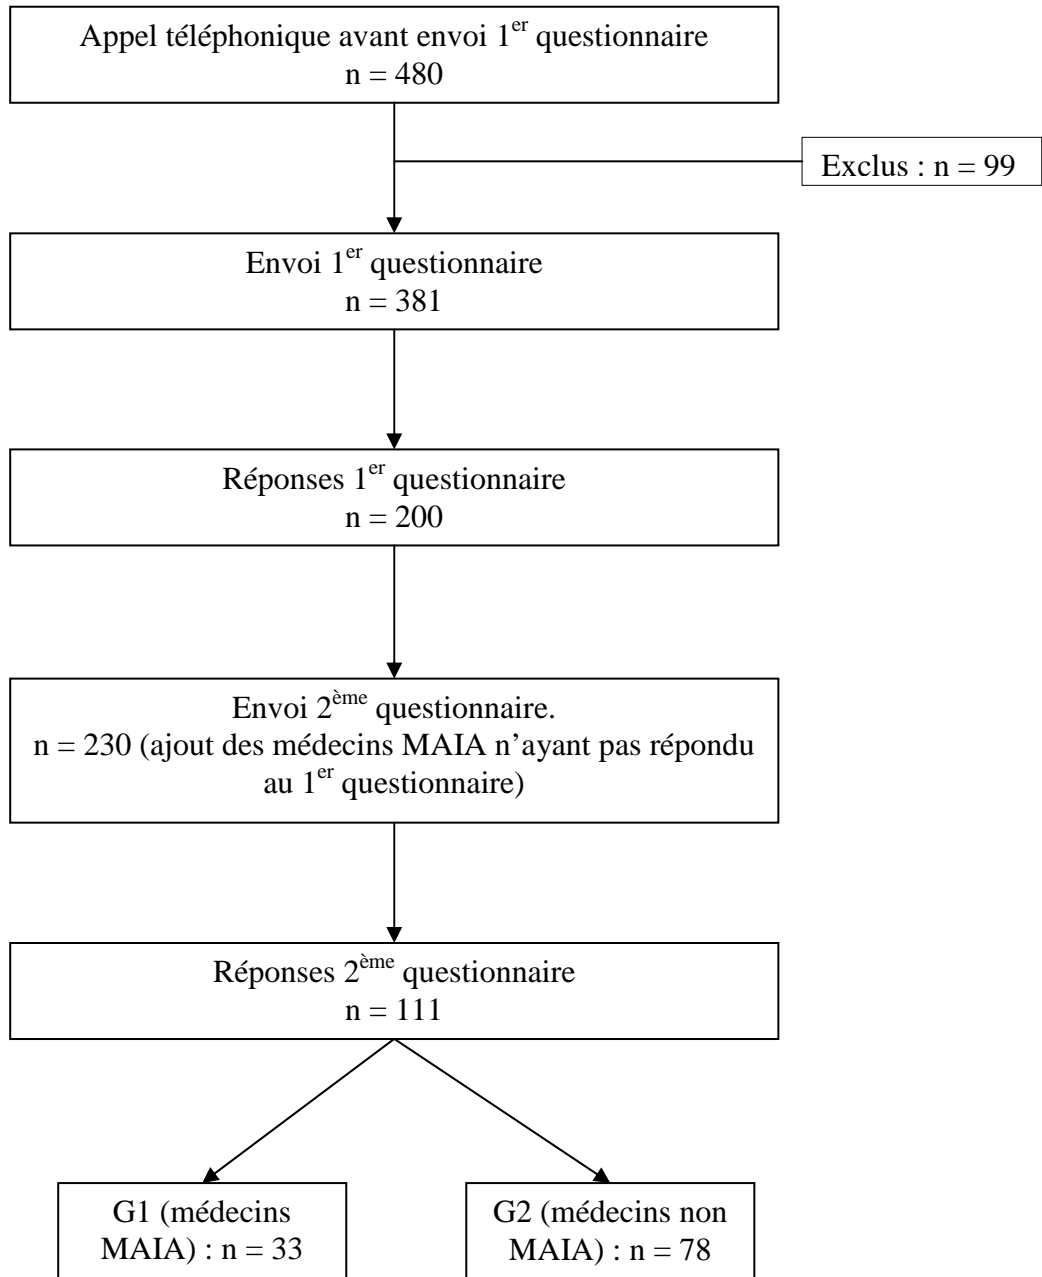 Appel téléphonique avant envoi 1er questionnaire
n = 480
Exclus : n = 99
Envoi 1er questionnaire
n = 381
Réponses 1er questionnaire
n = 200
Envoi 2ème questionnaire.
n = 230 (ajout des médecins MAIA n’ayant pas répondu
au 1er questionnaire)
Réponses 2ème questionnaire
n = 111
G1 (médecins
MAIA) : n = 33
G2 (médecins non
MAIA) : n = 78